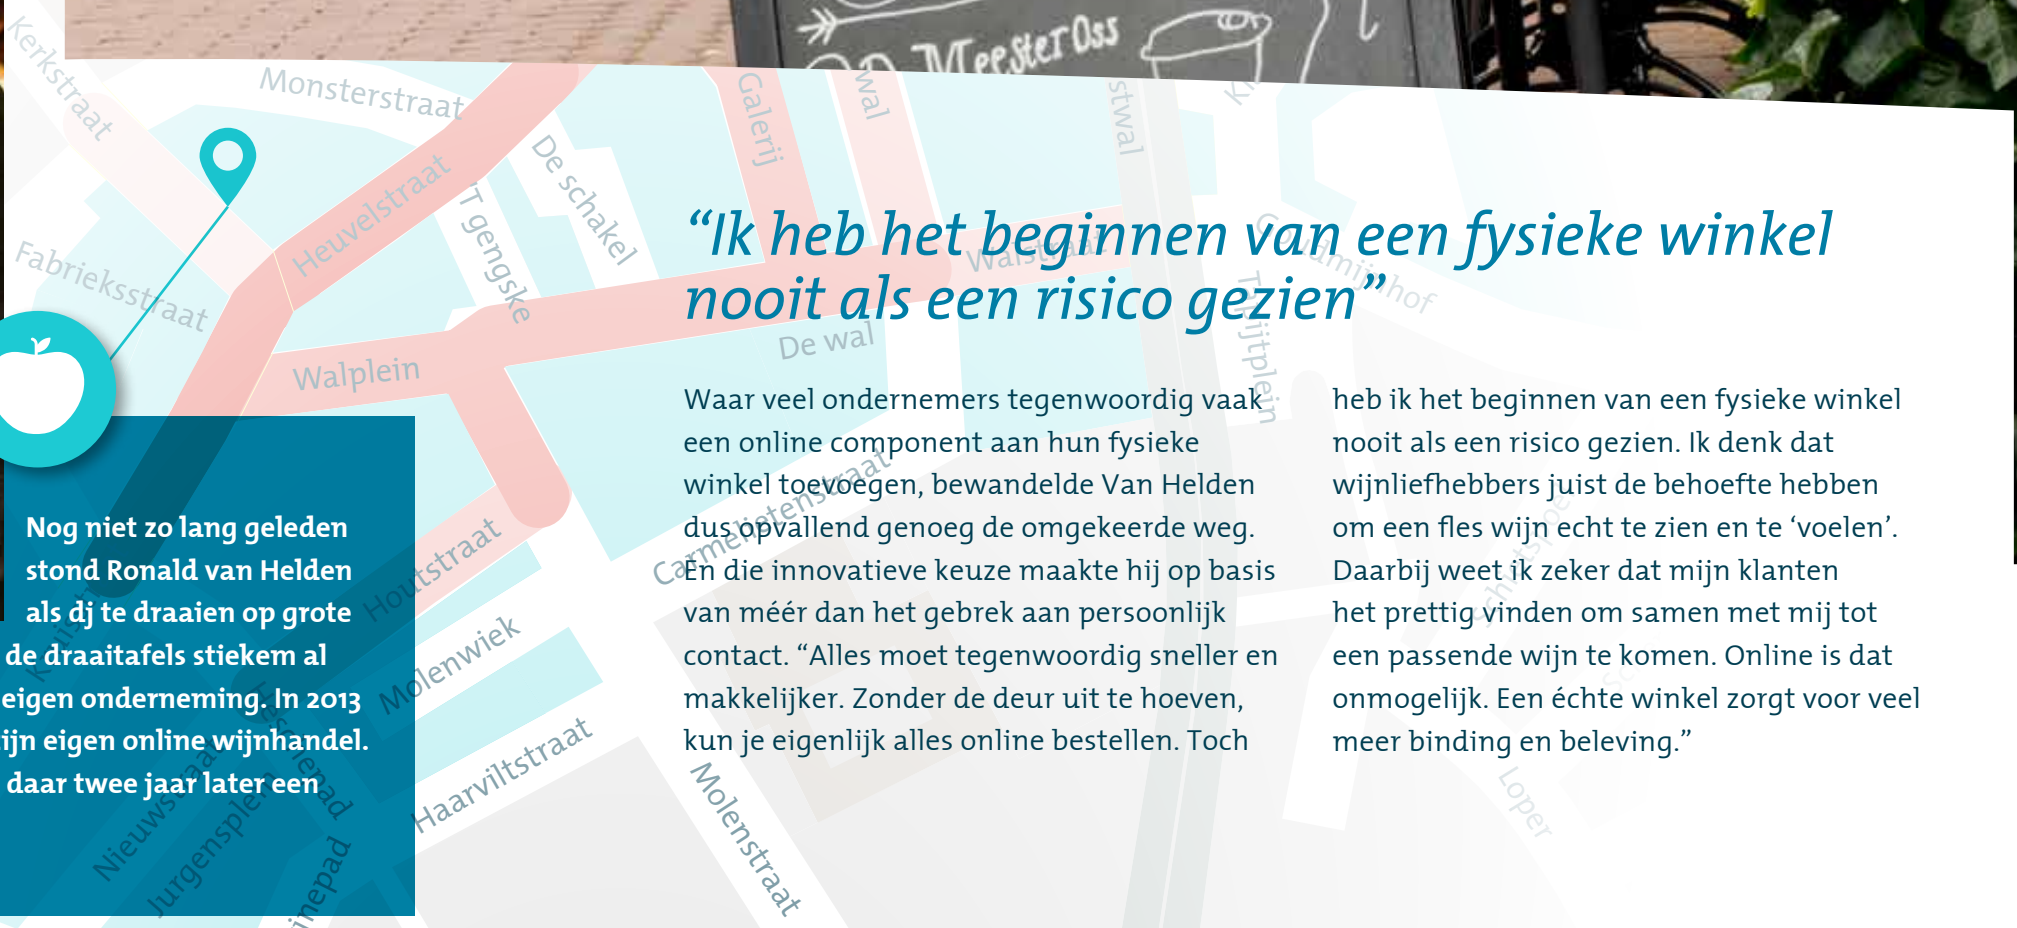 Meester Oss
Kerkstraat
Monsterstraat
Galerij
wal
stwal
De schakel
Heuvelstraat
'T gengske
Fabrieksstraat
Walstraat
Goudmijnhof
De wal
Walplein
“Ik heb het beginnen van een fysieke winkel
nooit als een risico gezien”
Waar veel ondernemers tegenwoordig vaak
een online component aan hun fysieke
winkel toevoegen, bewandelde Van Helden
dus opvallend genoeg de omgekeerde weg.
En die innovatieve keuze maakte hij op basis
van méér dan het gebrek aan persoonlijk
contact. “Alles moet tegenwoordig sneller en
makkelijker. Zonder de deur uit te hoeven,
kun je eigenlijk alles online bestellen. Toch
heb ik het beginnen van een fysieke winkel
nooit als een risico gezien. Ik denk dat
wijnliefhebbers juist de behoefte hebben
om een fles wijn echt te zien en te ‘voelen’.
Daarbij weet ik zeker dat mijn klanten
het prettig vinden om samen met mij tot
een passende wijn te komen. Online is dat
onmogelijk. Een échte winkel zorgt voor veel
meer binding en beleving.”
Nog niet zo lang geleden
stond Ronald van Helden
als dj te draaien op grote
de draaitafels stiekem al
eigen onderneming. In 2013
ijn eigen online wijnhandel.
daar twee jaar later een
Carmelietenstraat
Houtstraat
Molenwiek
Haarviltstraat
Molenstraat
Nieuwstraat
Jurgensplein
inepad
Loper